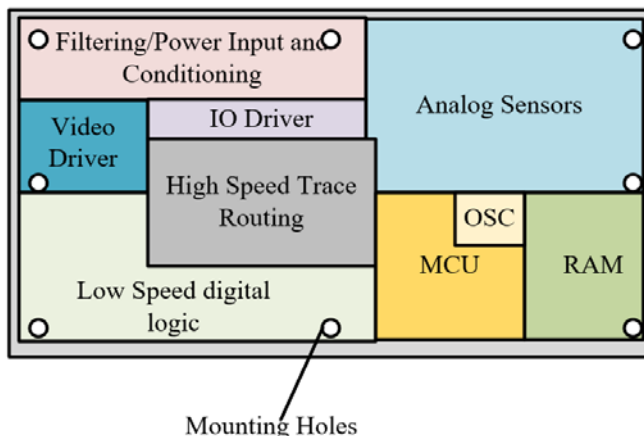 Filtering/Power Input and
Conditioning
Analog Sensors
Video
Driver
IO Driver
High Speed Trace
Routing
OSC
MCU
RAM
Low Speed digital
logic
Mounting Holes